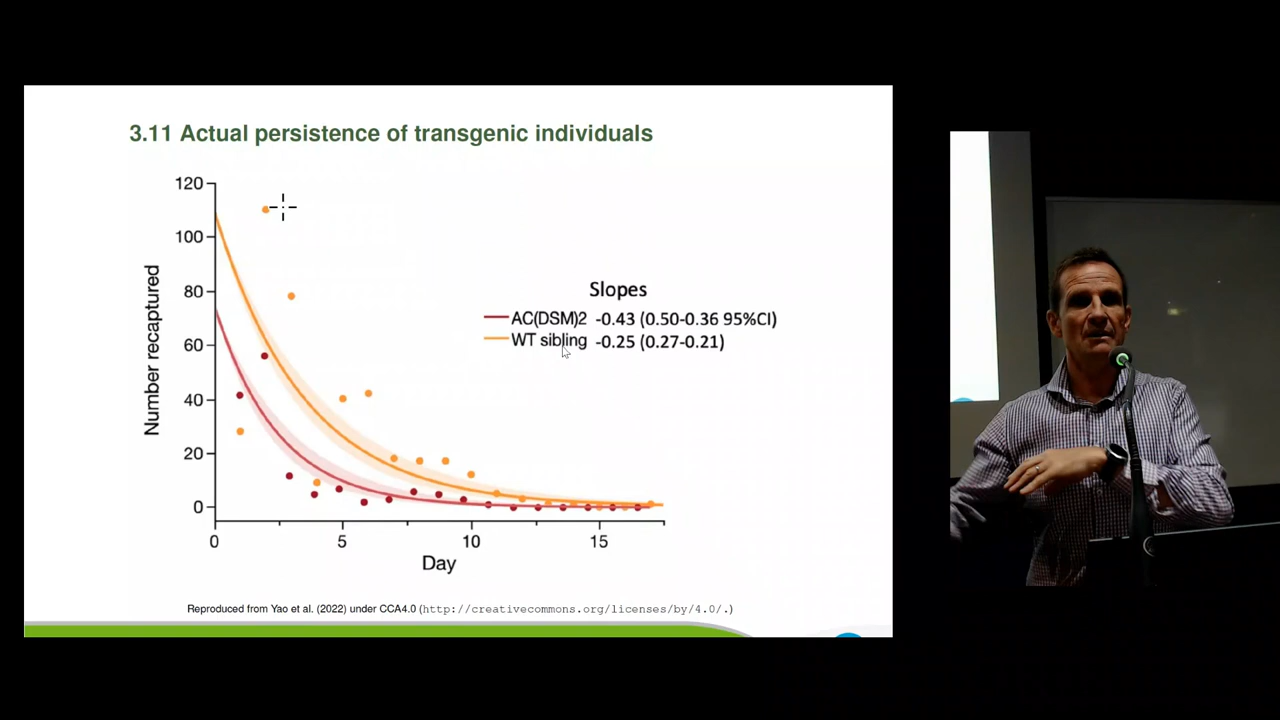 3.11 Actual persistence of transgenic individuals
120
100
80
60
40
20
0
Number recaptured
0
5
10
15
Day
Slopes
AC(DSM)2 -0.43 (0.50-0.36 95%CI)
WT sibling -0.25 (0.27-0.21)
Reproduced from Yao et al. (2022) under CCA4.0 (http://creativecommons.org/licenses/by/4.0/.)